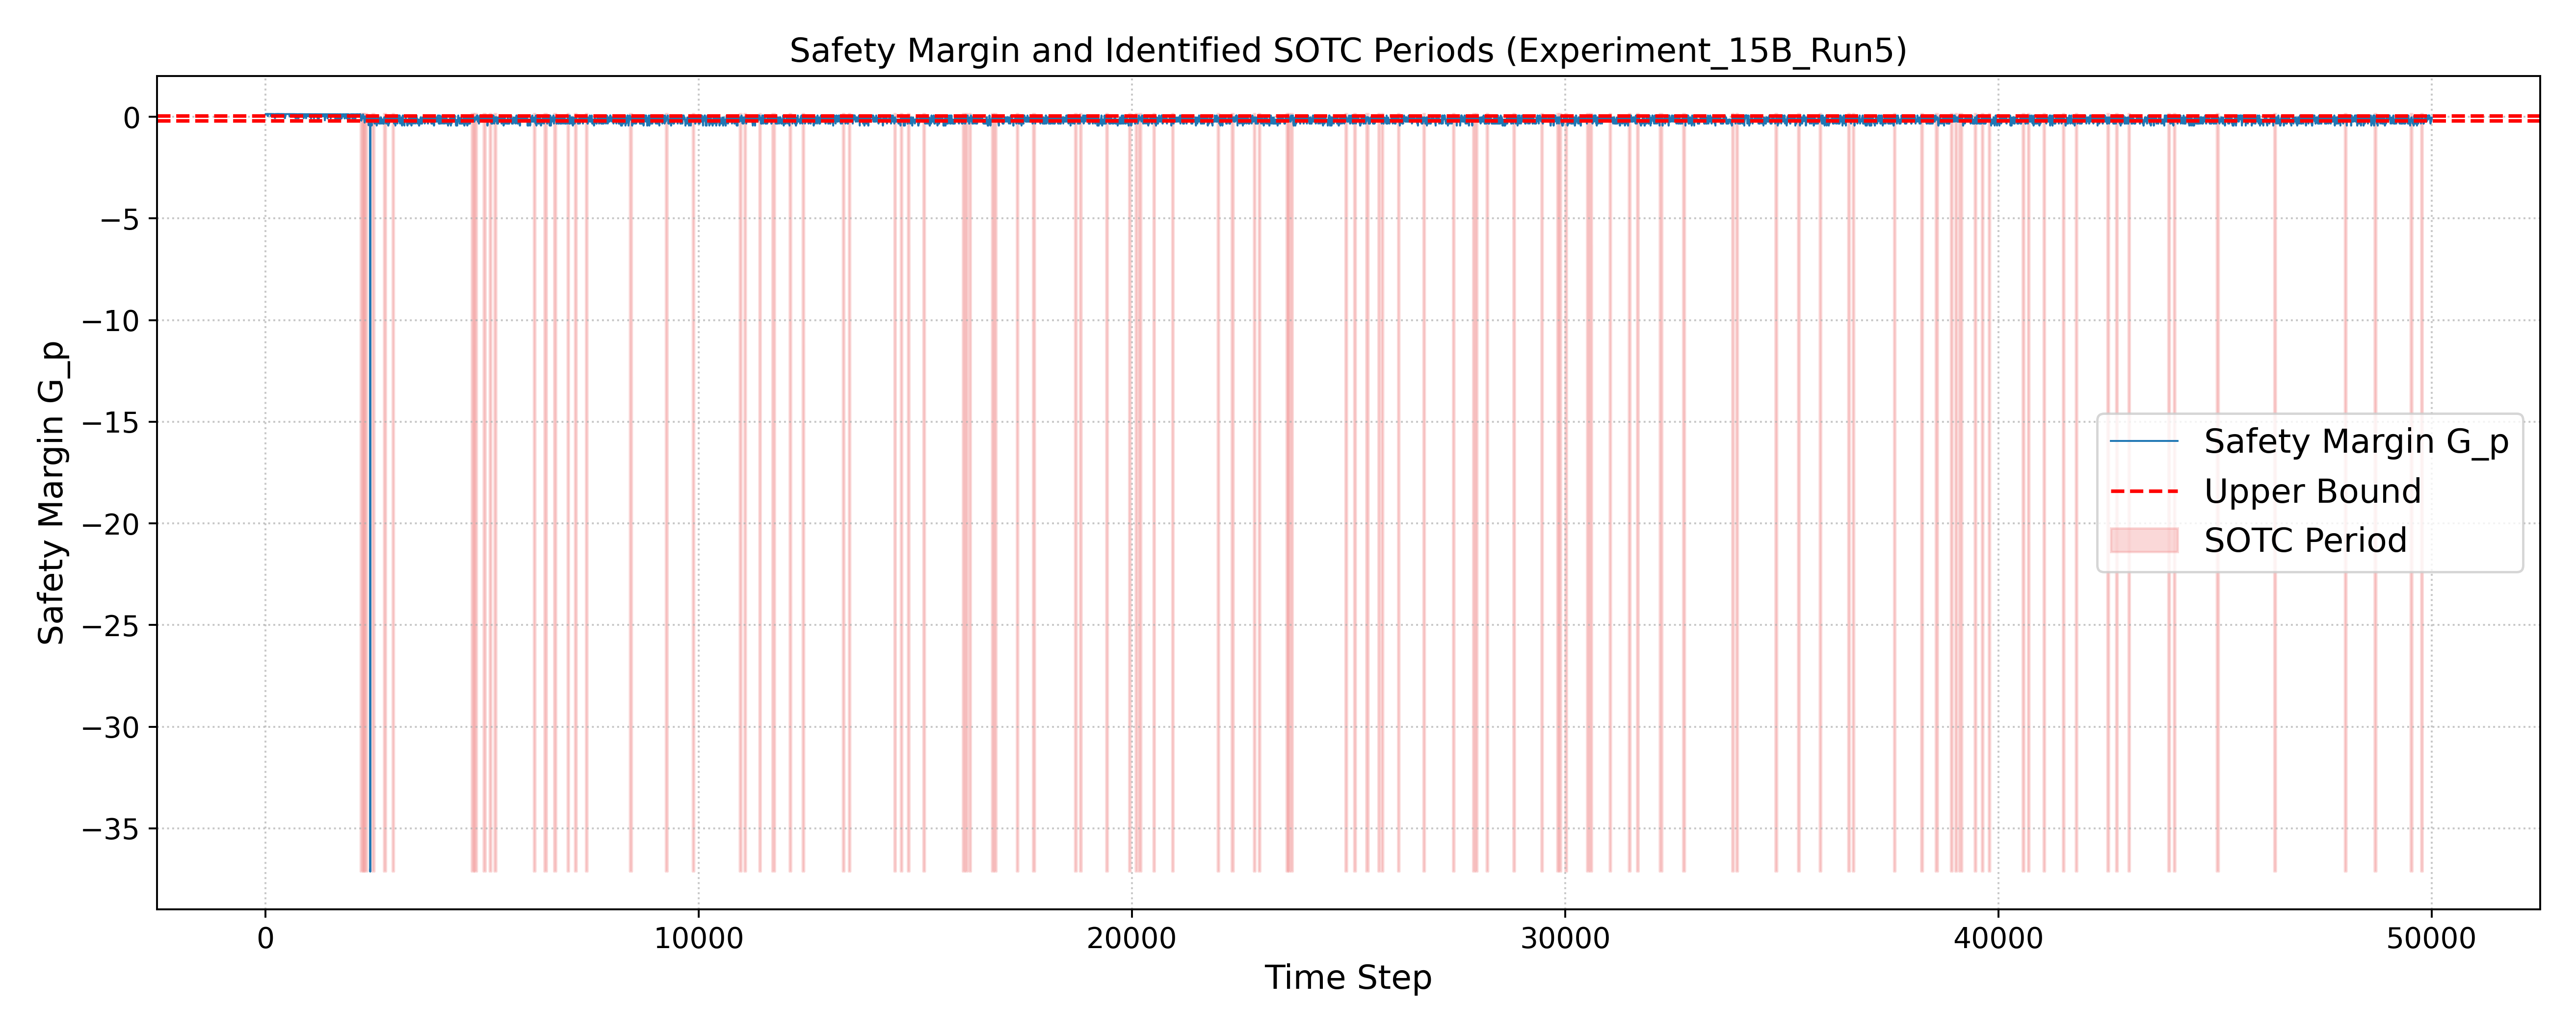 Safety Margin and Identified SOTC Periods (Experiment_15B_Run5)
Safety Margin G_p
0
−5
−10
−15
−20
−25
−30
−35
Safety Margin G_p
Upper Bound
SOTC Period
0
10000
20000
30000
40000
50000
Time Step